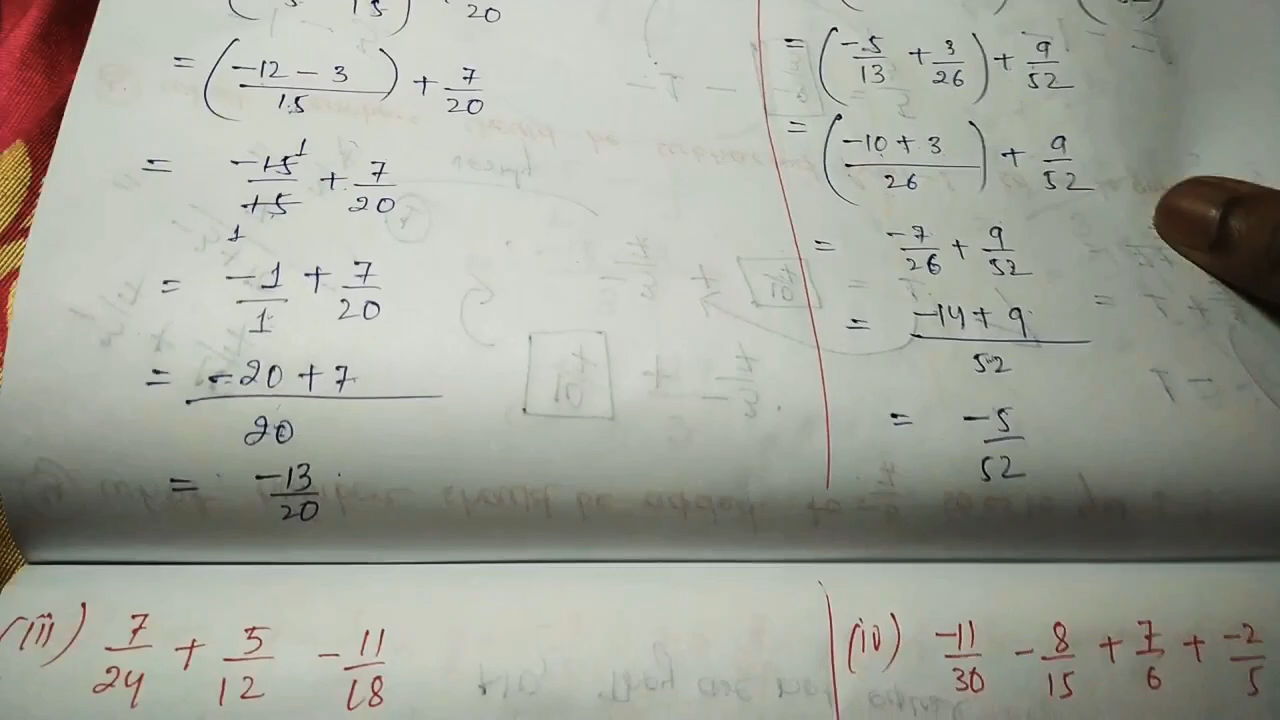 = (-12 - 3 / 15) + 7/20
= -15/15 + 7/20
= -1/1 + 7/20
= -20 + 7 / 20
= -13/20
= (-5/13 + 3/26) + 9/52
= (-10 + 3 / 26) + 9/52
= -7/26 + 9/52
= -14 + 9 / 52
= -5/52
(iii) 7/24 + 5/12 - 11/18
(iv) -11/30 - 8/15 + 7/6 + -2/5